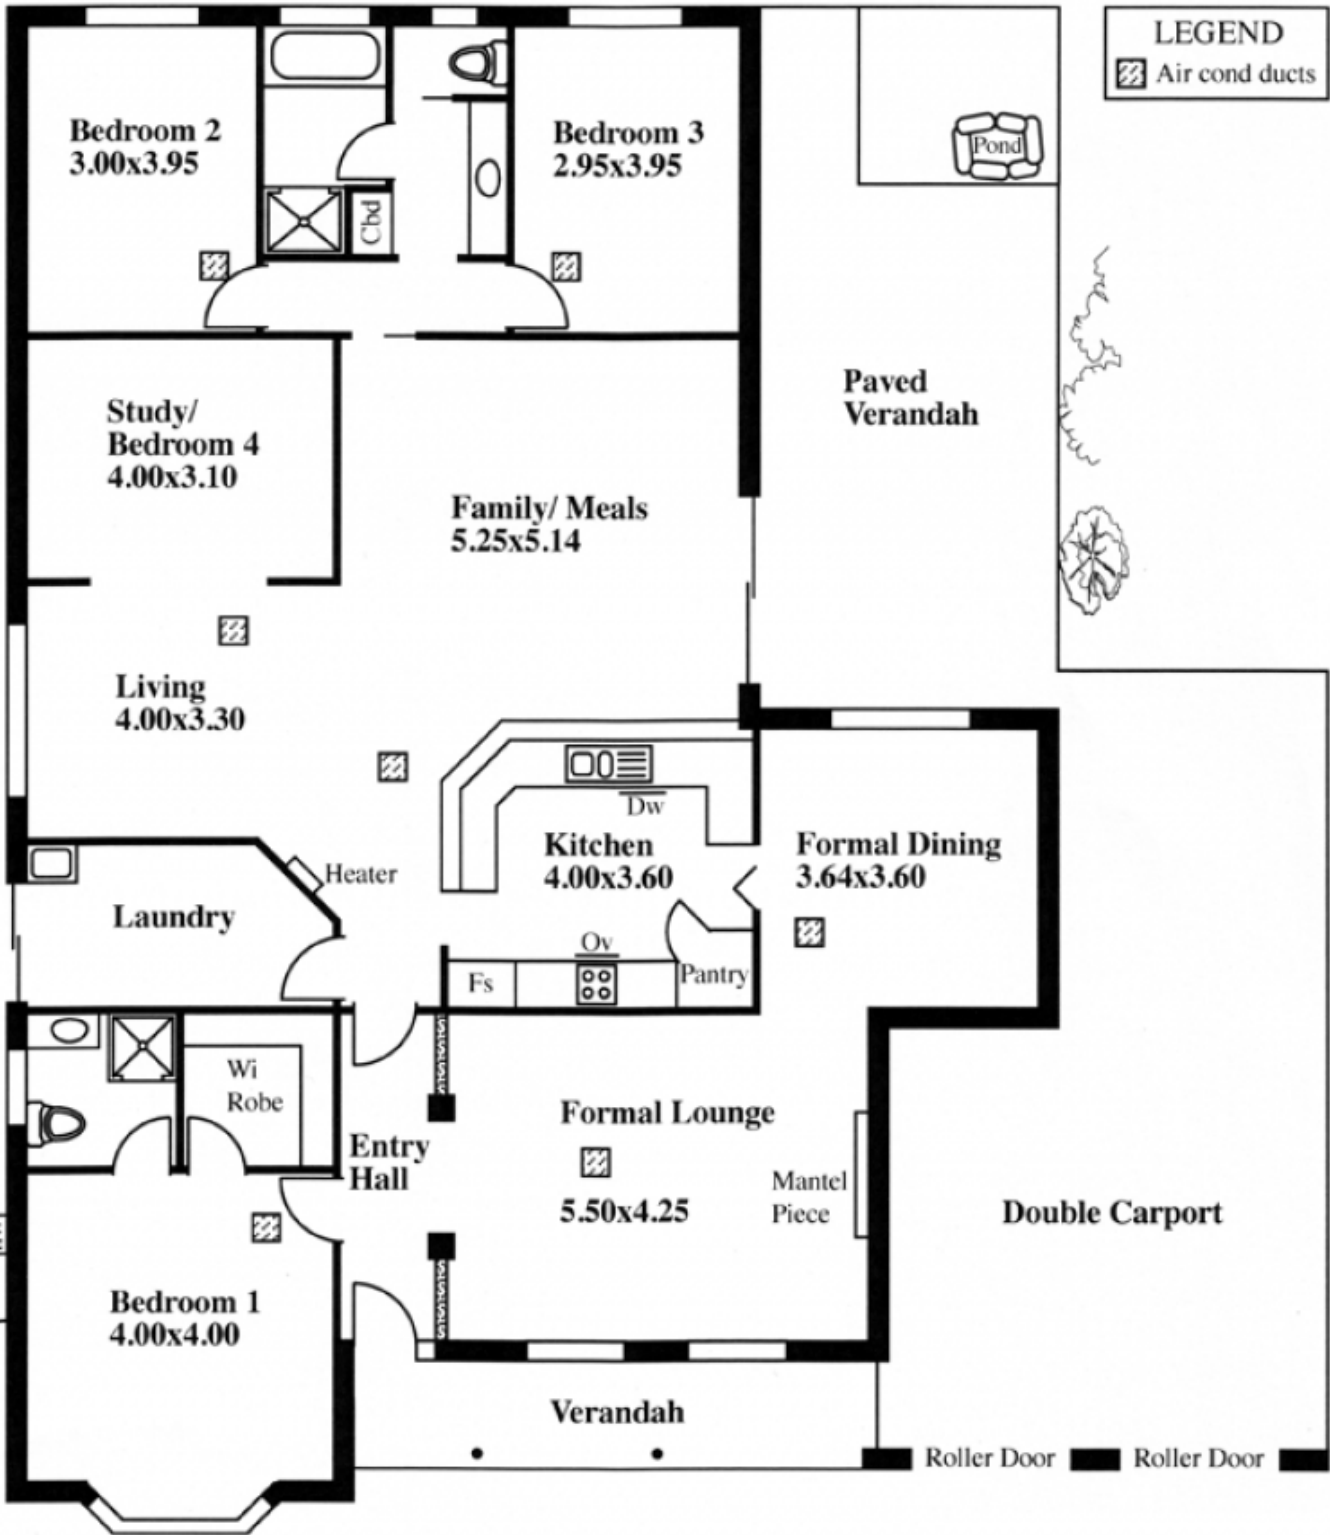 LEGEND
Air cond ducts
Bedroom 2
3.00x3.95
Bedroom 3
2.95x3.95
Pond
Cbd
Paved
Verandah
Study/
Bedroom 4
4.00x3.10
Family/ Meals
5.25x5.14
Living
4.00x3.30
Dw
Kitchen
4.00x3.60
Formal Dining
3.64x3.60
Heater
Laundry
Ov
Fs
Pantry
Wi
Robe
Entry
Hall
Formal Lounge
5.50x4.25
Mantel
Piece
Double Carport
Bedroom 1
4.00x4.00
Verandah
Roller Door
Roller Door